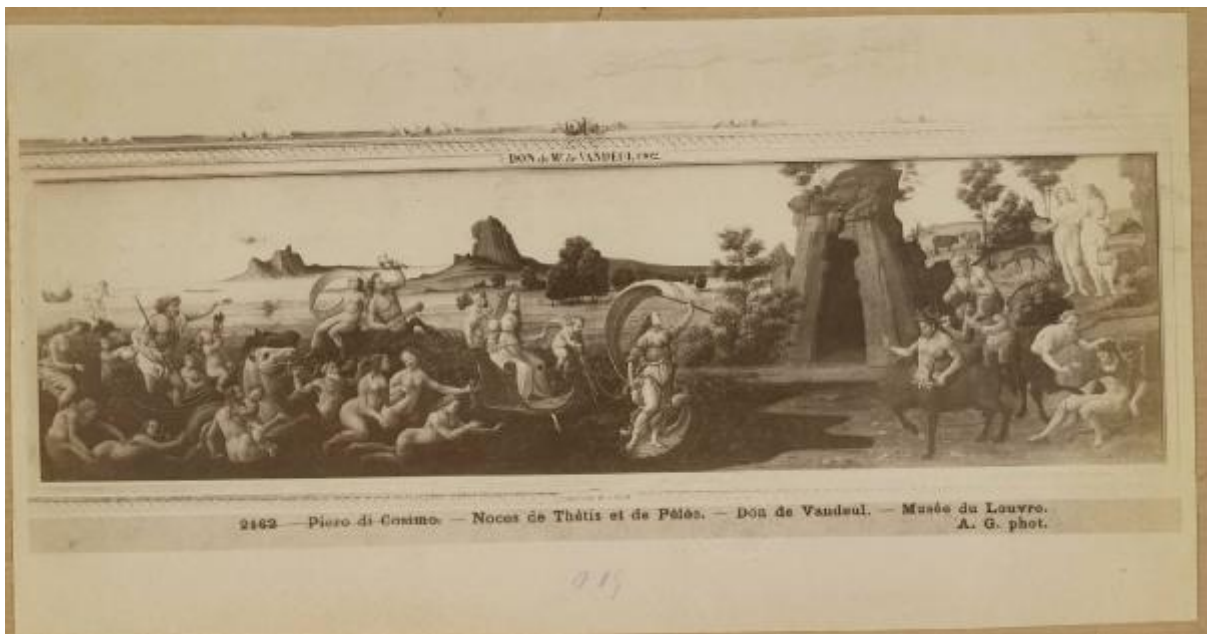 DON de Mr de VANDEUL, 1902.
2162 — Piero di Cosimo. — Noces de Thétis et de Pélée. — Don de Vandeul. — Musée du Louvre.
A. G. phot.